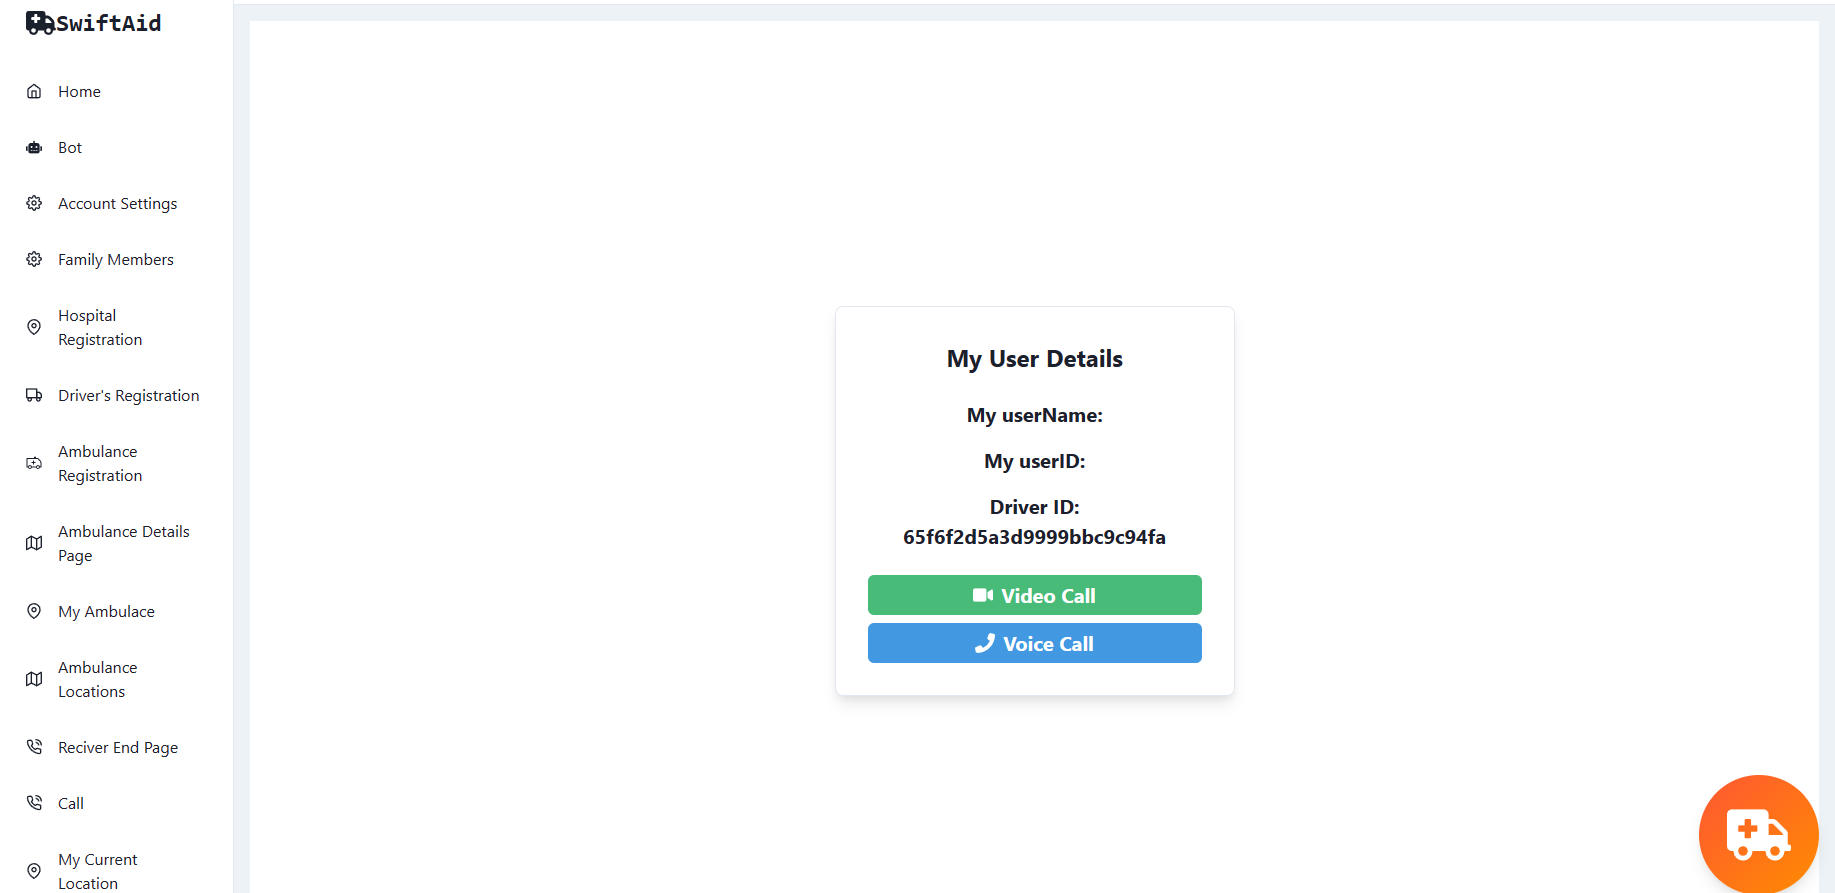 SwiftAid
Home
Bot
Account Settings
Family Members
Hospital
Registration
Driver's Registration
Ambulance
Registration
Ambulance Details
Page
My Ambulace
Ambulance
Locations
Reciver End Page
Call
My Current
Location
My User Details
My userName:
My userID:
Driver ID:
65f6f2d5a3d9999bbc9c94fa
Video Call
Voice Call